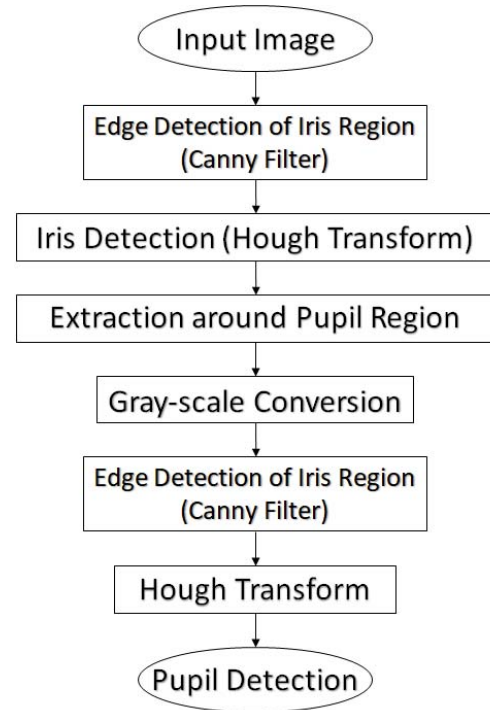 Input Image
Edge Detection of Iris Region
(Canny Filter)
Iris Detection (Hough Transform)
Extraction around Pupil Region
Gray-scale Conversion
Edge Detection of Iris Region
(Canny Filter)
Hough Transform
Pupil Detection